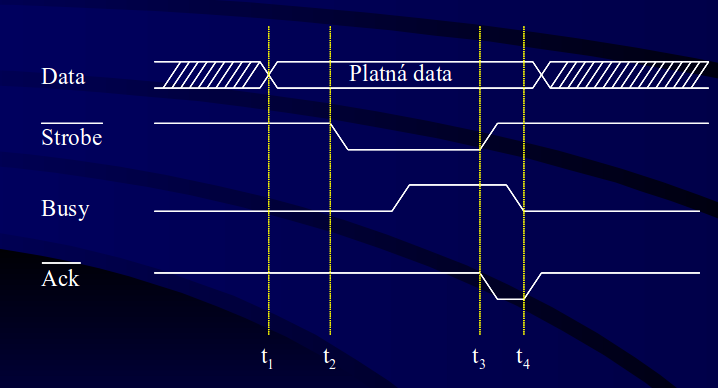 Data
Platná data
Strobe
Busy
Ack
t1 t2 t3 t4